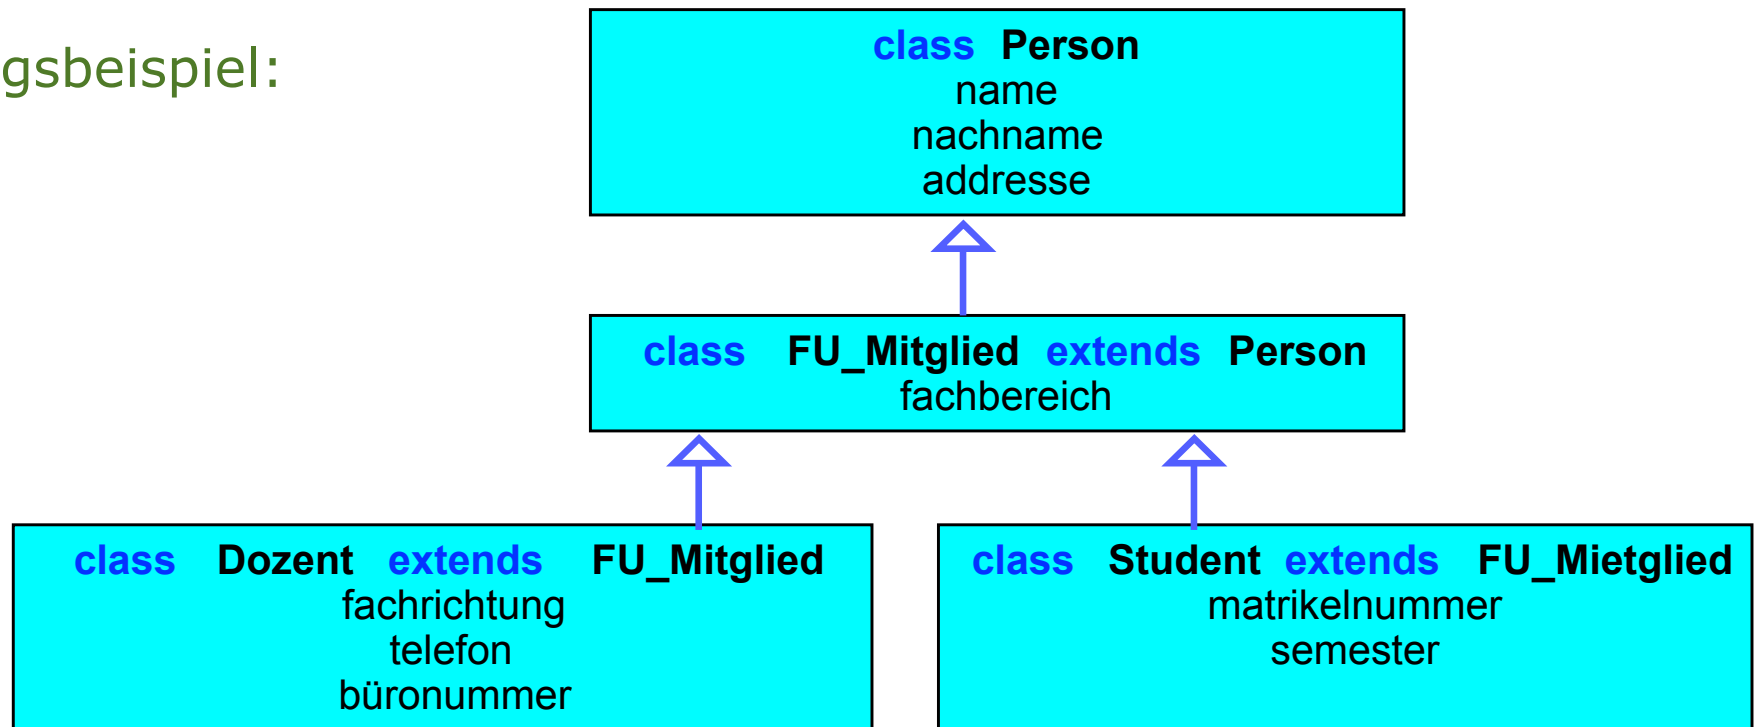 gsbeispiel:
class Person
name
nachname
addresse
class FU_Mitglied extends Person
fachbereich
class Dozent extends FU_Mitglied
fachrichtung
telefon
büronummer
class Student extends FU_Mietglied
matrikelnummer
semester